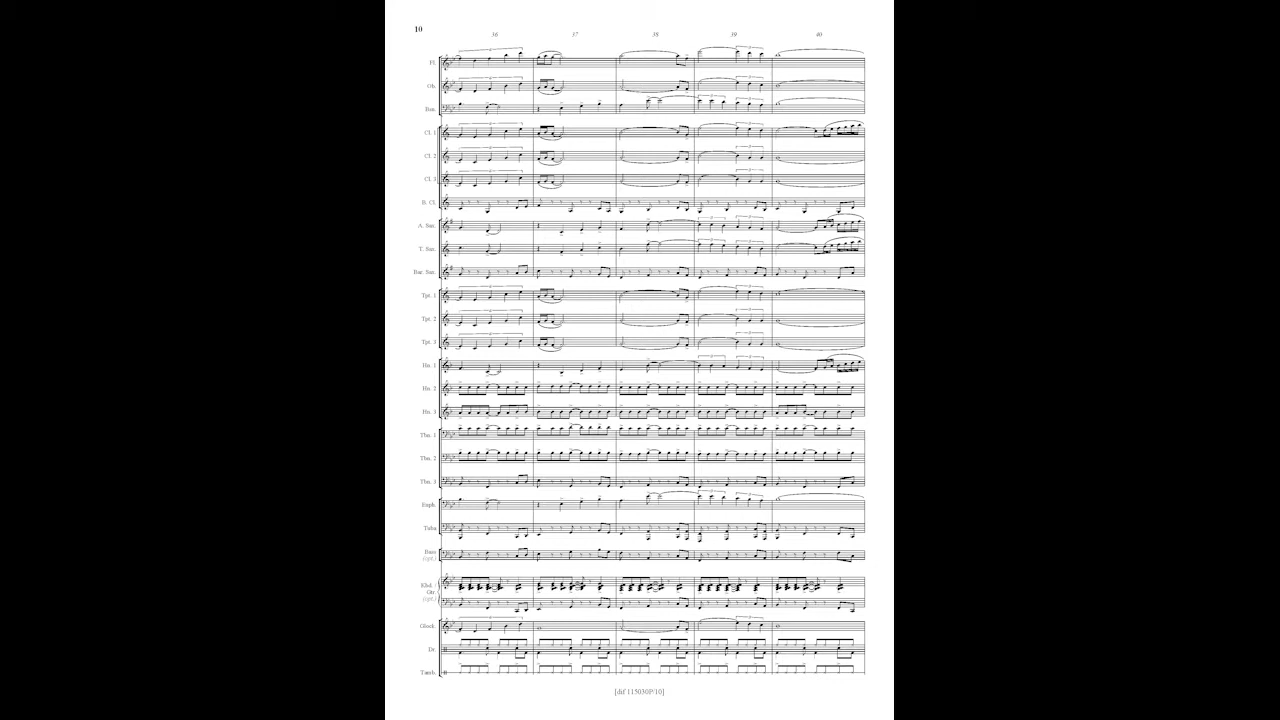 10
36 37 38 39 40
Fl.
Ob.
Bsn.
Cl. 1
Cl. 2
Cl. 3
B. Cl.
A. Sax.
T. Sax.
Bar. Sax.
Tpt. 1
Tpt. 2
Tpt. 3
Hn. 1
Hn. 2
Hn. 3
Tbn. 1
Tbn. 2
Tbn. 3
Euph.
Tuba
Bass
(Opt.)
Kbd.
Gtr.
(Opt.)
Glock.
Dr.
Tamb.
[dif 115030P/10]